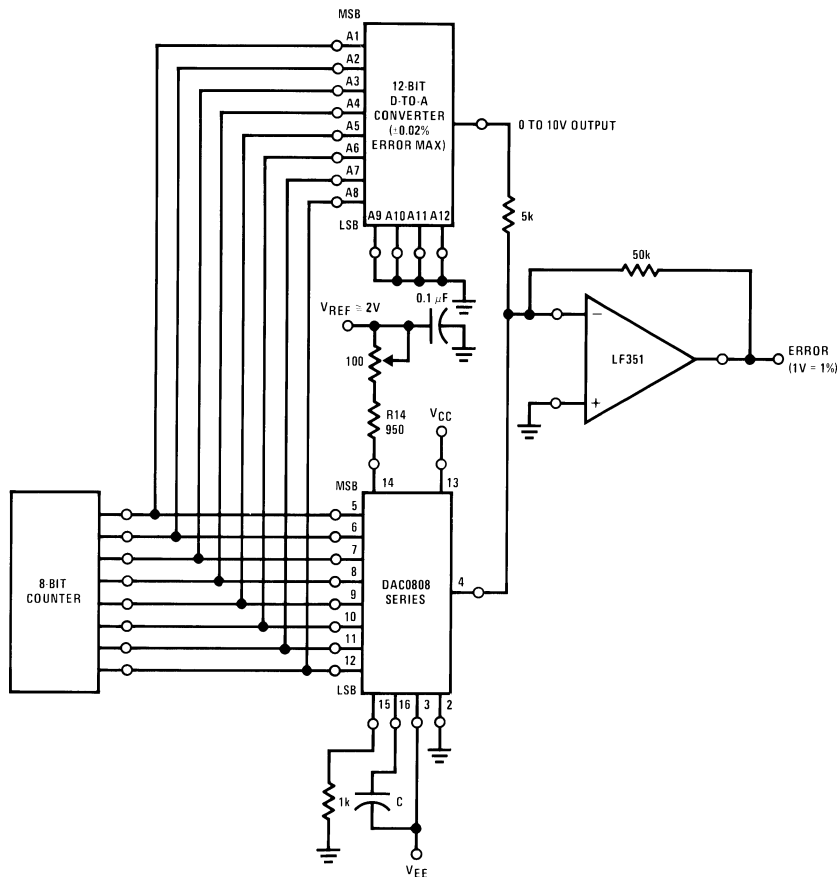 MSB
A1
A2
A3
A4
A5
A6
A7
A8
LSB
12-BIT
D-TO-A
CONVERTER
(±0.02%
ERROR MAX)
A9 A10 A11 A12
0 TO 10V OUTPUT
5k
50k
0.1 μF
VREF ≅ 2V
100
R14
950
VCC
−
+
LF351
ERROR
(1V = 1%)
14
13
MSB
5
6
7
8
9
10
11
12
LSB
8-BIT
COUNTER
DAC0808
SERIES
4
15
16
3
2
1k
C
VEE